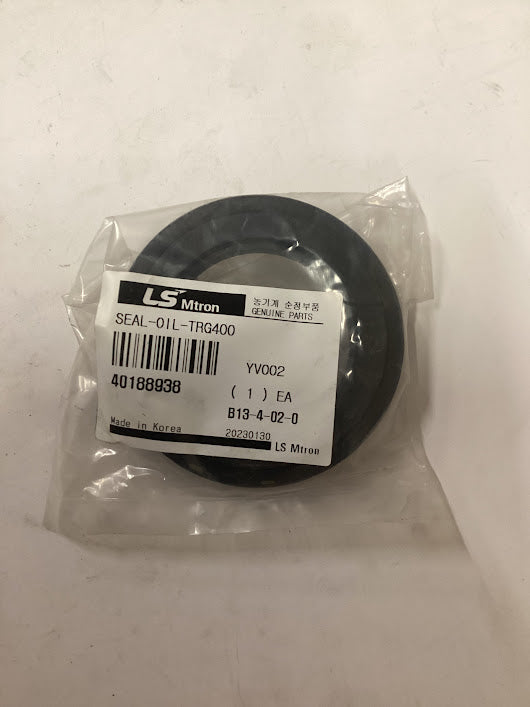 LS Mtron
농기계 순정부품
GENUINE PARTS
SEAL-OIL-TRG400
YV002
40188938
( 1 ) EA
B13-4-02-0
Made in Korea
20230130
LS Mtron